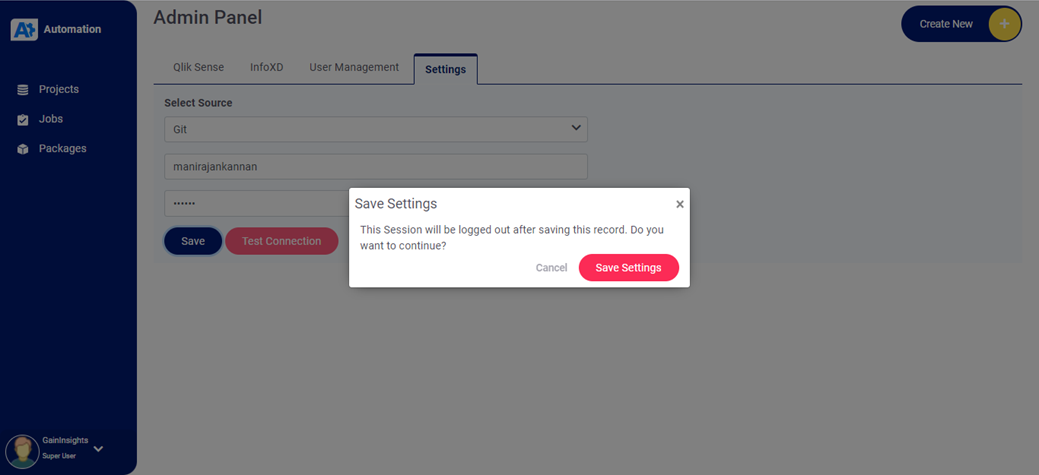 Admin Panel
Automation
Create New
+
Qlik Sense
InfoXD
User Management
Settings
Projects
Jobs
Packages
Select Source
Git
manirajankannan
••••••
Save
Test Connection
Save Settings
×
This Session will be logged out after saving this record. Do you
want to continue?
Cancel
Save Settings
GainInsights
Super User